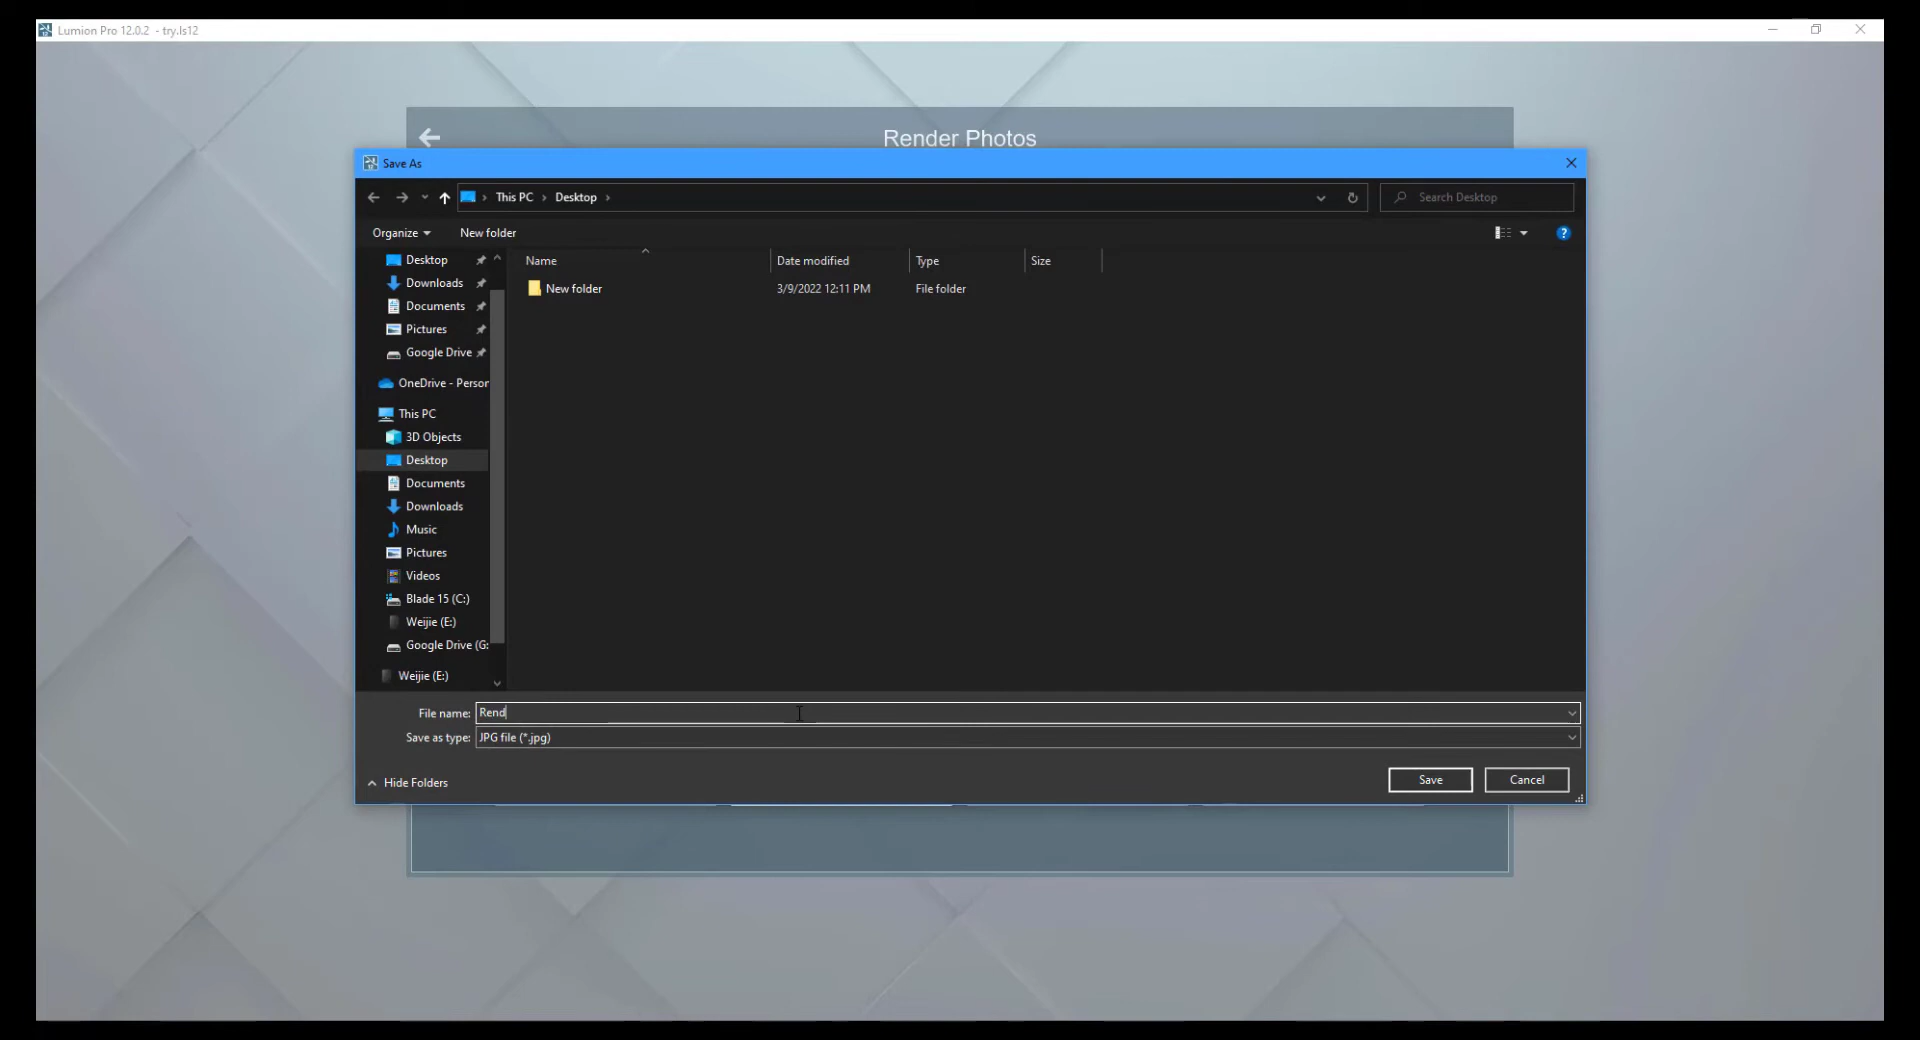 Lumion Pro 12.0.2 - try.ls12
Render Photos
Save As
This PC
Desktop
Search Desktop
Organize
New folder
?
Name
Date modified
Type
Size
New folder
3/9/2022 12:11 PM
File folder
Desktop
Downloads
Documents
Pictures
Google Drive
OneDrive - Person
This PC
3D Objects
Desktop
Documents
Downloads
Music
Pictures
Videos
Blade 15 (C:)
Weijie (E:)
Google Drive (G:
Weijie (E:)
File name: Rend
Save as type: JPG file (*.jpg)
Hide Folders
Save
Cancel